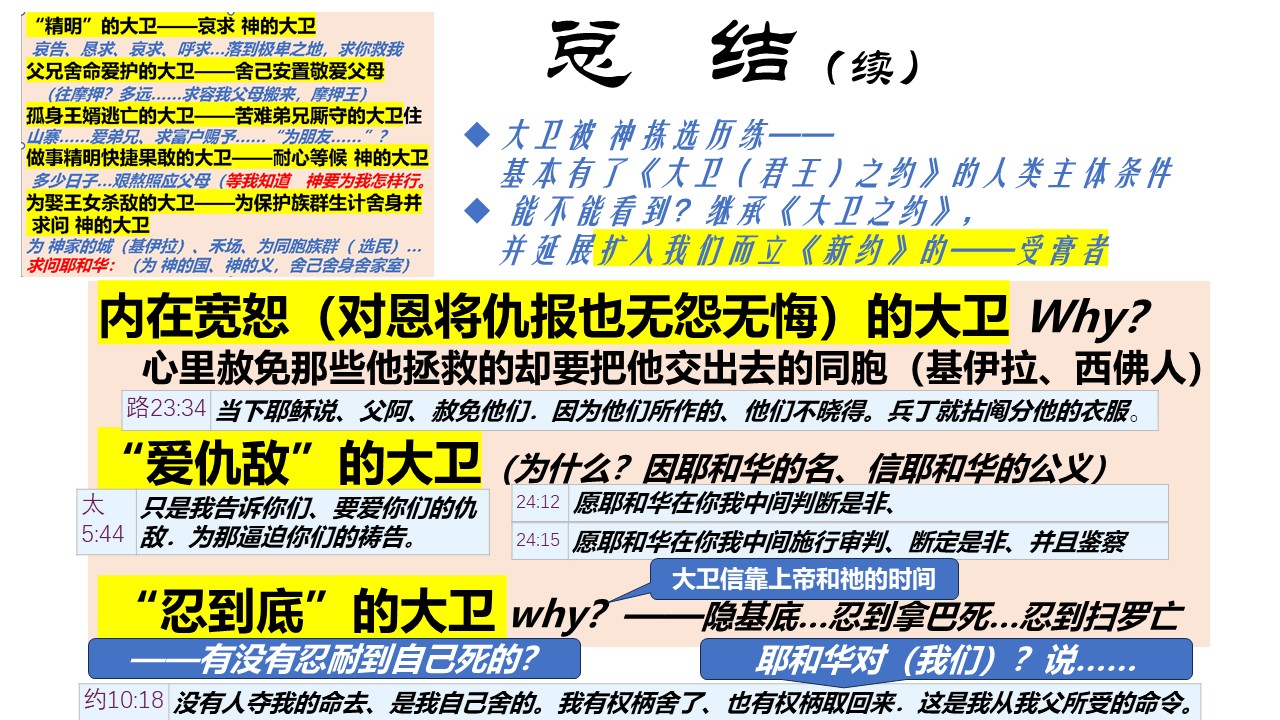 “精明”的大卫——哀求 神的大卫
哀告、恳求、哀求、呼求...落到极卑之地，求你救我
父兄舍命爱护的大卫——舍己安置敬爱父母
（往摩押？多远……求容我父母搬来，摩押王）
孤身王婿逃亡的大卫——苦难弟兄厮守的大卫住
山寨……爱弟兄、求富户赐予……“为朋友……”？
做事精明快捷果敢的大卫——耐心等候 神的大卫
多少日子...艰熬照应父母（等我知道 神要为我怎样行。
为娶王女杀敌的大卫——为保护族群生计舍身并
求问 神的大卫
为 神家的城（基伊拉）、禾场、为同胞族群（ 选民）...
求问耶和华：（为 神的国、神的义，舍己舍身舍家室）
总 结（续）
◆ 大卫被 神拣选历练——
基本有了《大卫（君王）之约》的人类主体条件
◆ 能不能看到？继承《大卫之约》，
并延展扩入我们而立《新约》的——受膏者
内在宽恕（对恩将仇报也无怨无悔）的大卫 Why？
心里赦免那些他拯救的却要把他交出去的同胞（基伊拉、西佛人）
路23:34 当下耶稣说、父阿、赦免他们．因为他们所作的、他们不晓得。兵丁就拈阄分他的衣服。
“爱仇敌”的大卫（为什么？因耶和华的名、信耶和华的公义）
太5:44 只是我告诉你们、要爱你们的仇
敌．为那逼迫你们的祷告。
24:12 愿耶和华在你我中间判断是非、
24:15 愿耶和华在你我中间施行审判、断定是非、并且鉴察
大卫信靠上帝和祂的时间
“忍到底”的大卫 why？——隐基底...忍到拿巴死...忍到扫罗亡
——有没有忍耐到自己死的？
耶和华对（我们）？说……
约10:18 没有人夺我的命去、是我自己舍的。我有权柄舍了、也有权柄取回来．这是我从我父所受的命令。